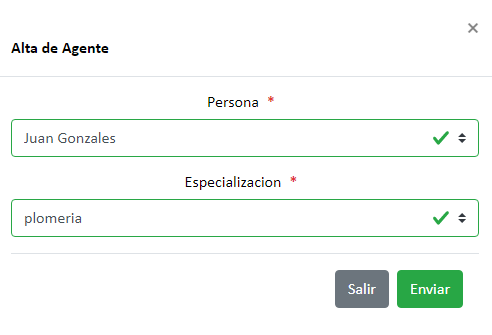 ×
Alta de Agente
Persona *
Juan Gonzales
Especializacion *
plomeria
Salir
Enviar